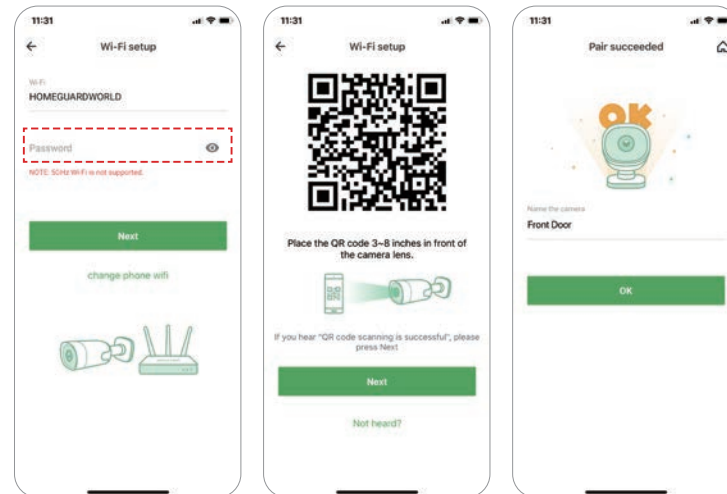 11:31
Wi-Fi setup
Wi-Fi
HOMEGUARDWORLD
Password
NOTE: 5GHz Wi-Fi is not supported.
Next
change phone wifi
11:31
Wi-Fi setup
Place the QR code 3~8 inches in front of
the camera lens.
If you hear "QR code scanning is successful", please
press Next
Next
Not heard?
11:31
Pair succeeded
OK
Name the camera
Front Door
OK